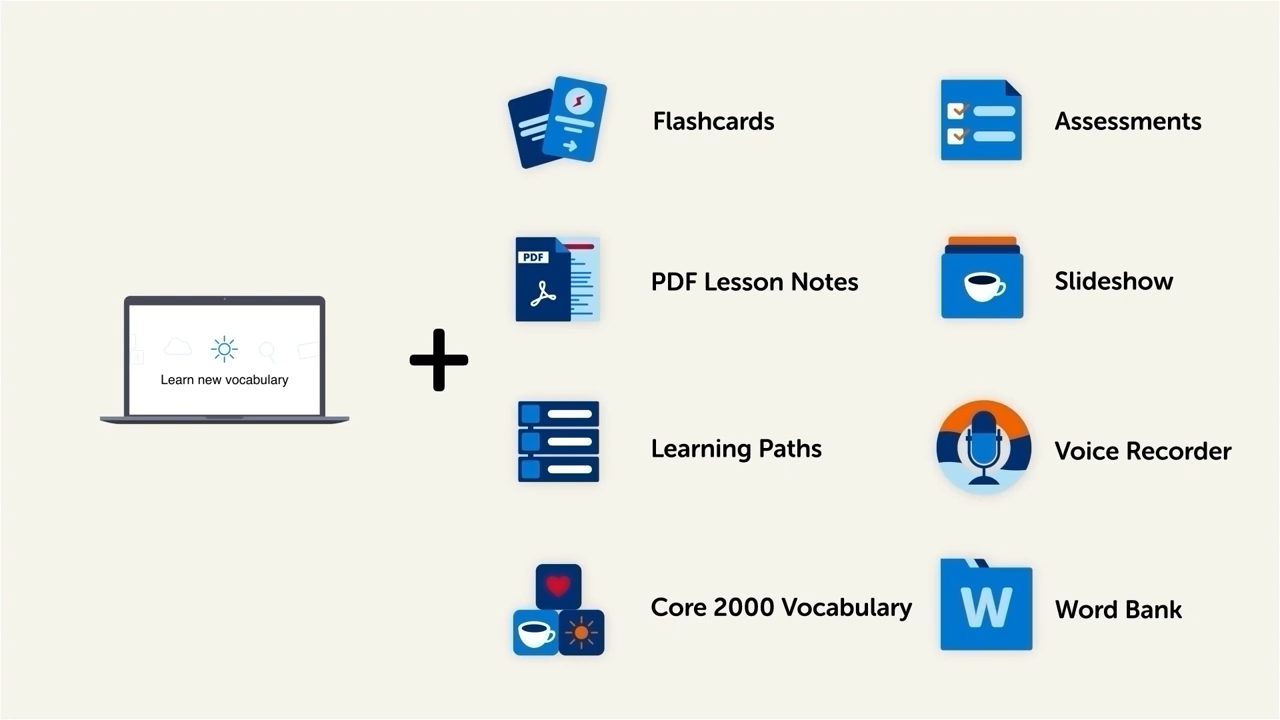 Flashcards
Assessments
PDF
PDF Lesson Notes
Slideshow
Learn new vocabulary
Learning Paths
Voice Recorder
Core 2000 Vocabulary
W
Word Bank